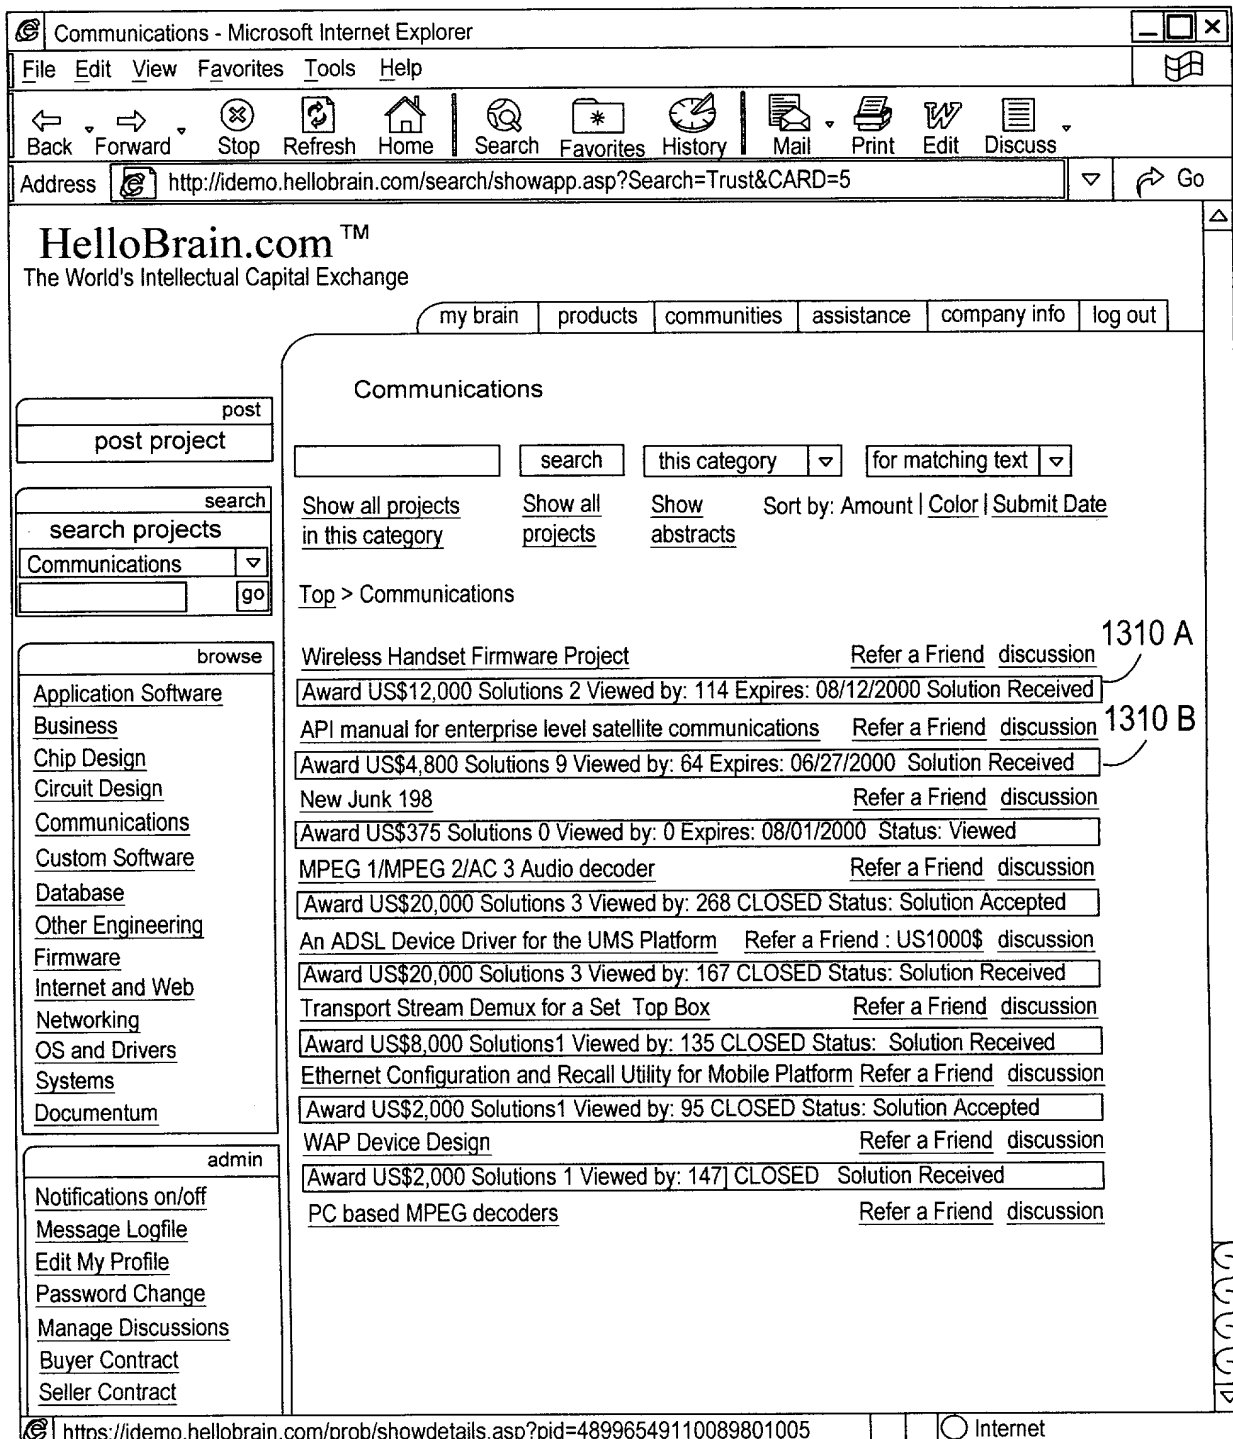 Communications - Microsoft Internet Explorer
File Edit View Favorites Tools Help
Back Forward Stop Refresh Home Search Favorites History Mail Print Edit Discuss
Address http://idemo.hellobrain.com/search/showapp.asp?Search=Trust&CARD=5 Go
HelloBrain.com™
The World's Intellectual Capital Exchange
my brain products communities assistance company info log out
Communications
post
post project
search this category for matching text
search
search projects
Communications
go
Show all projects in this category
Show all projects
Show abstracts
Sort by: Amount | Color | Submit Date
Top > Communications
browse
Application Software
Business
Chip Design
Circuit Design
Communications
Custom Software
Database
Other Engineering
Firmware
Internet and Web
Networking
OS and Drivers
Systems
Documentum
admin
Notifications on/off
Message Logfile
Edit My Profile
Password Change
Manage Discussions
Buyer Contract
Seller Contract
Wireless Handset Firmware Project Refer a Friend discussion
1310 A
Award US$12,000 Solutions 2 Viewed by: 114 Expires: 08/12/2000 Solution Received
API manual for enterprise level satellite communications Refer a Friend discussion
1310 B
Award US$4,800 Solutions 9 Viewed by: 64 Expires: 06/27/2000 Solution Received
New Junk 198 Refer a Friend discussion
Award US$375 Solutions 0 Viewed by: 0 Expires: 08/01/2000 Status: Viewed
MPEG 1/MPEG 2/AC 3 Audio decoder Refer a Friend discussion
Award US$20,000 Solutions 3 Viewed by: 268 CLOSED Status: Solution Accepted
An ADSL Device Driver for the UMS Platform Refer a Friend : US1000$ discussion
Award US$20,000 Solutions 3 Viewed by: 167 CLOSED Status: Solution Received
Transport Stream Demux for a Set Top Box Refer a Friend discussion
Award US$8,000 Solutions1 Viewed by: 135 CLOSED Status: Solution Received
Ethernet Configuration and Recall Utility for Mobile Platform Refer a Friend discussion
Award US$2,000 Solutions1 Viewed by: 95 CLOSED Status: Solution Accepted
WAP Device Design Refer a Friend discussion
Award US$2,000 Solutions 1 Viewed by: 147] CLOSED Solution Received
PC based MPEG decoders Refer a Friend discussion
https://idemo.hellobrain.com/prob/showdetails.asp?pid=489965491100898​01005 Internet